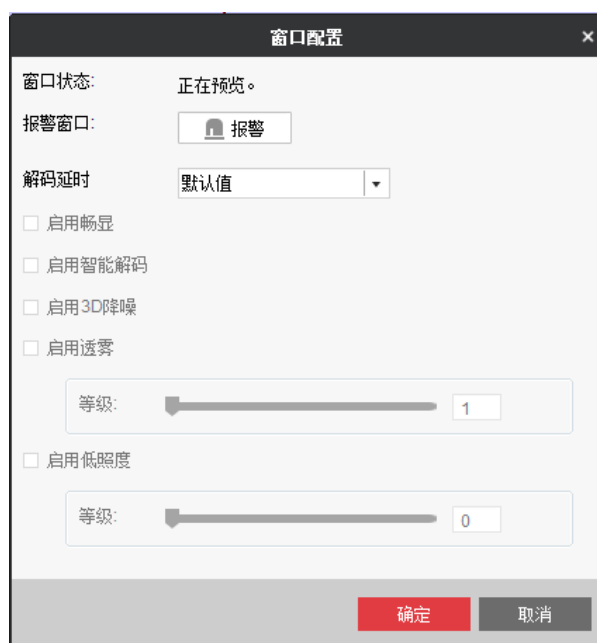 窗口配置
窗口状态: 正在预览。
报警窗口: 报警
解码延时 默认值
启用畅显
启用智能解码
启用3D降噪
启用透雾
等级: 1
启用低照度
等级: 0
确定 取消